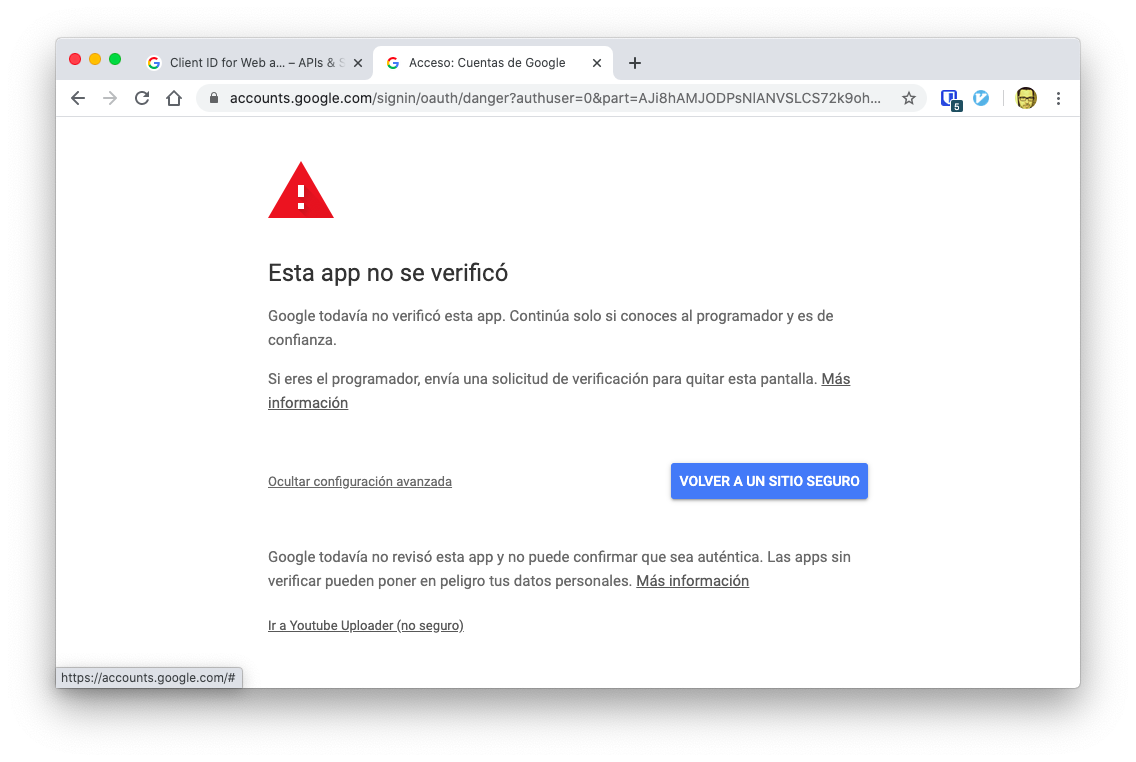 Client ID for Web a... – APIs & S
Acceso: Cuentas de Google
accounts.google.com/signin/oauth/danger?authuser=0&part=AJi8hAMJODPsNlANVSLCS72k9oh...
5
Esta app no se verificó
Google todavía no verificó esta app. Continúa solo si conoces al programador y es de
confianza.
Si eres el programador, envía una solicitud de verificación para quitar esta pantalla. Más
información
Ocultar configuración avanzada
VOLVER A UN SITIO SEGURO
Google todavía no revisó esta app y no puede confirmar que sea auténtica. Las apps sin
verificar pueden poner en peligro tus datos personales. Más información
Ir a Youtube Uploader (no seguro)
https://accounts.google.com/#